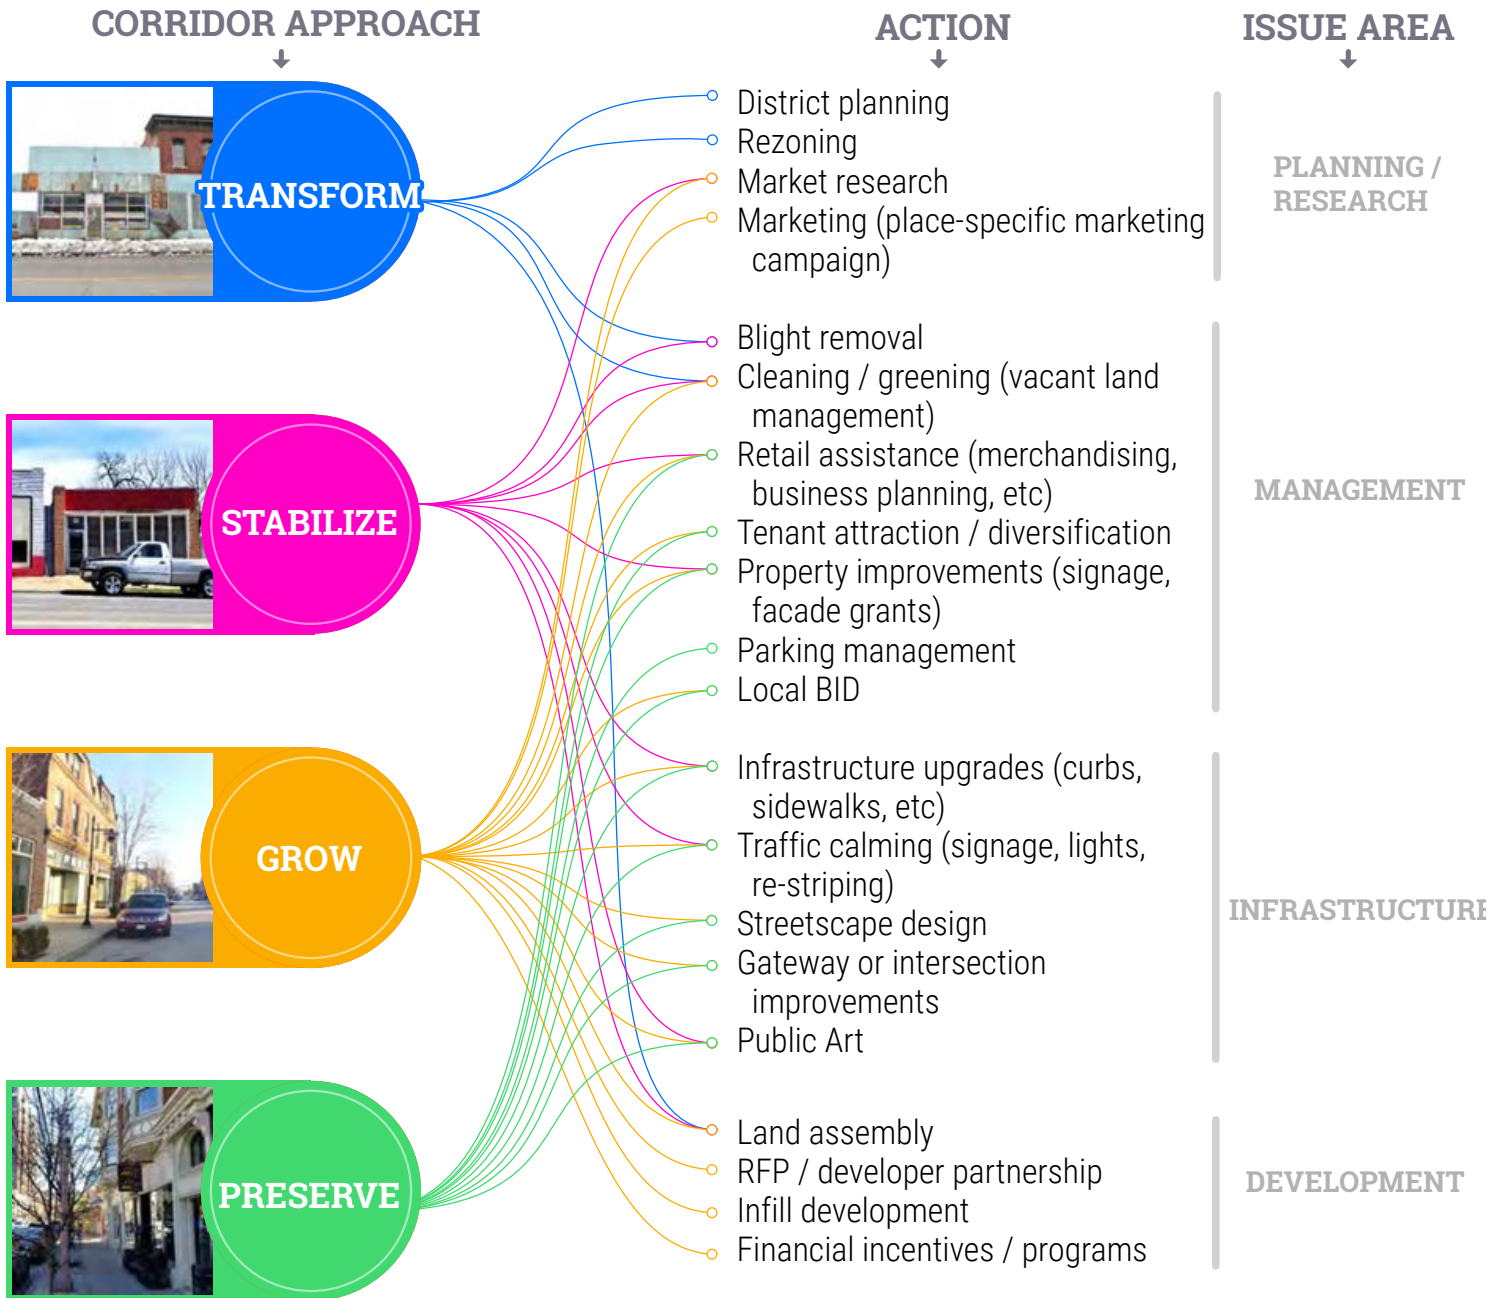 CORRIDOR APPROACH
ACTION
ISSUE AREA
TRANSFORM
STABILIZE
GROW
PRESERVE
District planning
Rezoning
Market research
Marketing (place-specific marketing
campaign)
PLANNING /
RESEARCH
Blight removal
Cleaning / greening (vacant land
management)
Retail assistance (merchandising,
business planning, etc)
Tenant attraction / diversification
Property improvements (signage,
facade grants)
Parking management
Local BID
MANAGEMENT
Infrastructure upgrades (curbs,
sidewalks, etc)
Traffic calming (signage, lights,
re-striping)
Streetscape design
Gateway or intersection
improvements
Public Art
INFRASTRUCTURE
Land assembly
RFP / developer partnership
Infill development
Financial incentives / programs
DEVELOPMENT